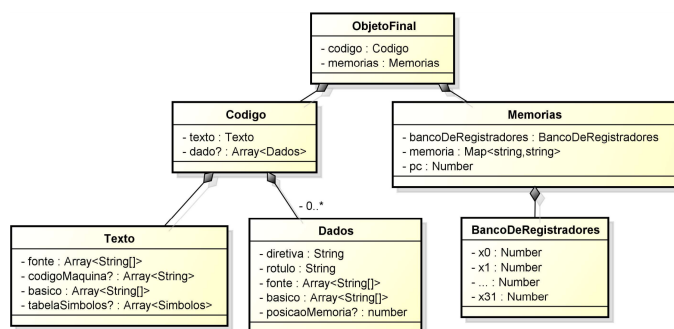 ObjetoFinal
- codigo : Codigo
- memorias : Memorias
Codigo
- texto : Texto
- dado? : Array<Dados>
Memorias
- bancoDeRegistradores : BancoDeRegistradores
- memoria : Map<string,string>
- pc : Number
- 0..*
Texto
- fonte : Array<String[]>
- codigoMaquina? : Array<String>
- basico : Array<String[]>
- tabelaSimbolos? : Array<Simbolos>
Dados
- diretiva : String
- rotulo : String
- fonte : Array<String[]>
- basico : Array<String[]>
- posicaoMemoria? : number
BancoDeRegistradores
- x0 : Number
- x1 : Number
- ... : Number
- x31 : Number